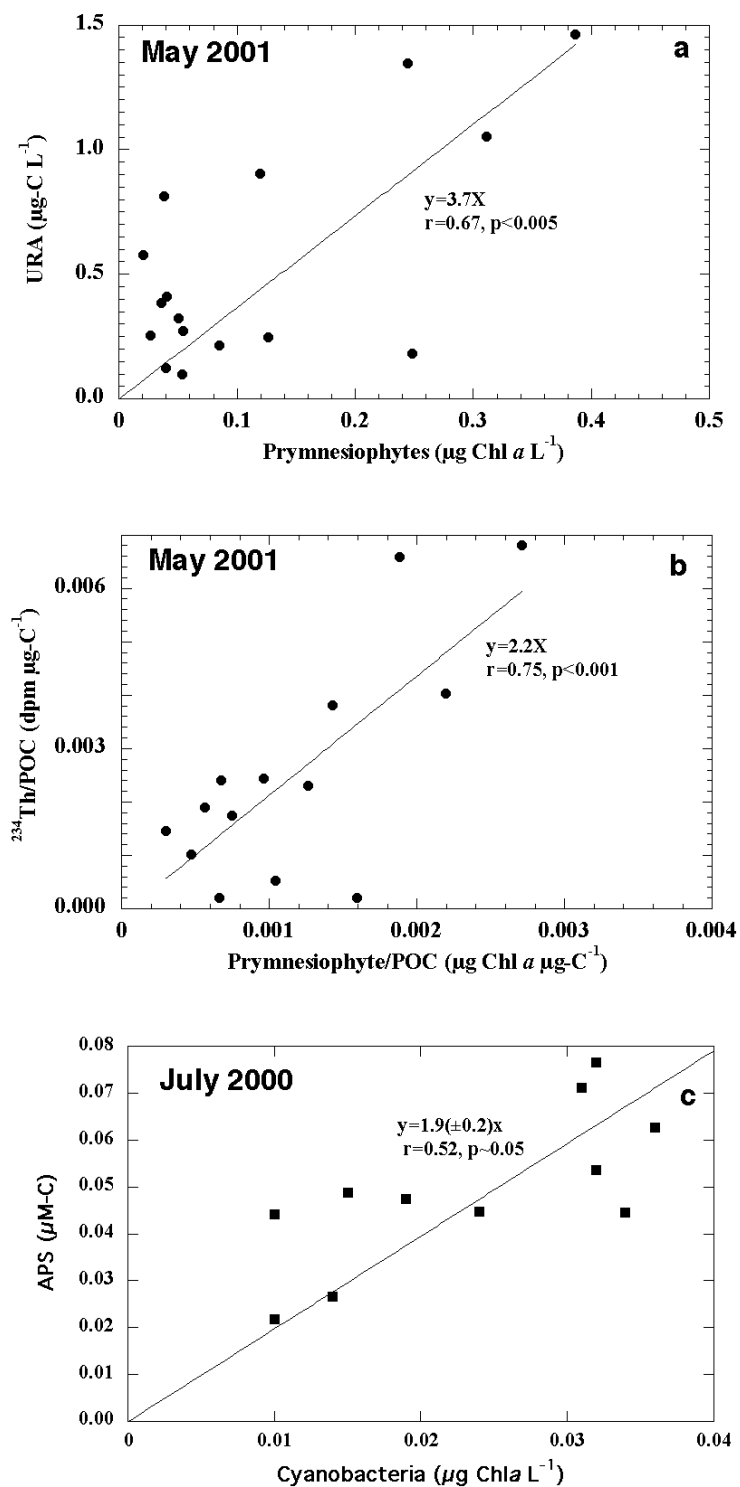 May 2001
a
1.5
1.0
0.5
0.0
URA (µg-C L⁻¹)
y=3.7X
r=0.67, p<0.005
0 0.1 0.2 0.3 0.4 0.5
Prymnesiophytes (µg Chl a L⁻¹)
May 2001
b
0.006
0.003
0.000
²³⁴Th/POC (dpm µg-C⁻¹)
y=2.2X
r=0.75, p<0.001
0 0.001 0.002 0.003 0.004
Prymnesiophyte/POC (µg Chl a µg-C⁻¹)
July 2000
c
0.08
0.07
0.06
0.05
0.04
0.03
0.02
0.01
0.00
APS (µM-C)
y=1.9(±0.2)x
r=0.52, p~0.05
0 0.01 0.02 0.03 0.04
Cyanobacteria (µg Chla L⁻¹)